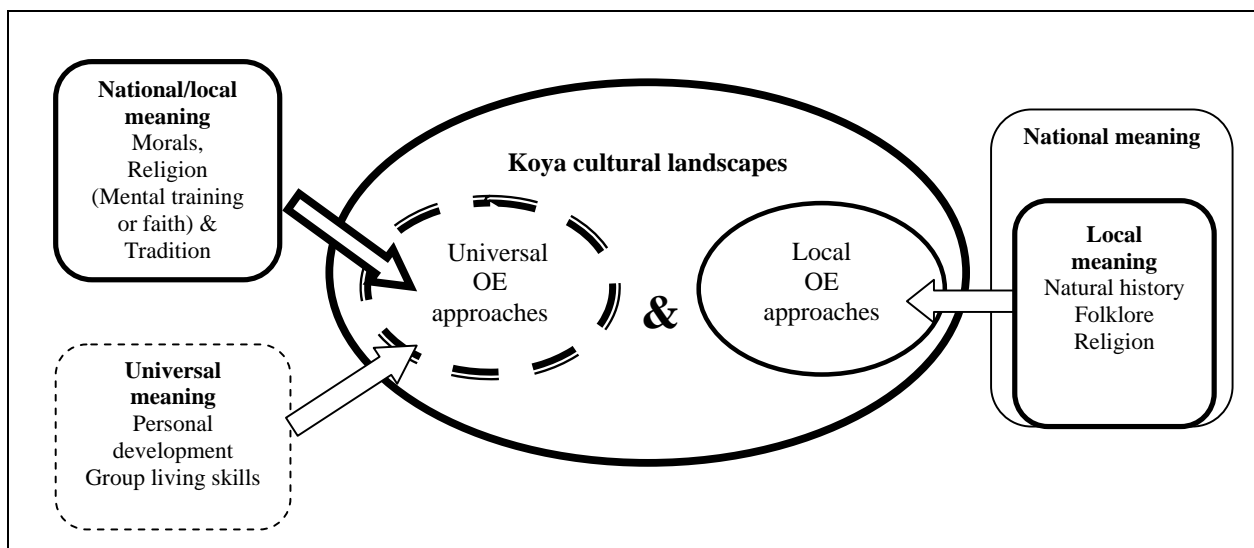 National/local
meaning
Morals,
Religion
(Mental training
or faith) &
Tradition
Universal
meaning
Personal
development
Group living skills
Koya cultural landscapes
Universal
OE
approaches
&
Local
OE
approaches
National meaning
Local
meaning
Natural history
Folklore
Religion